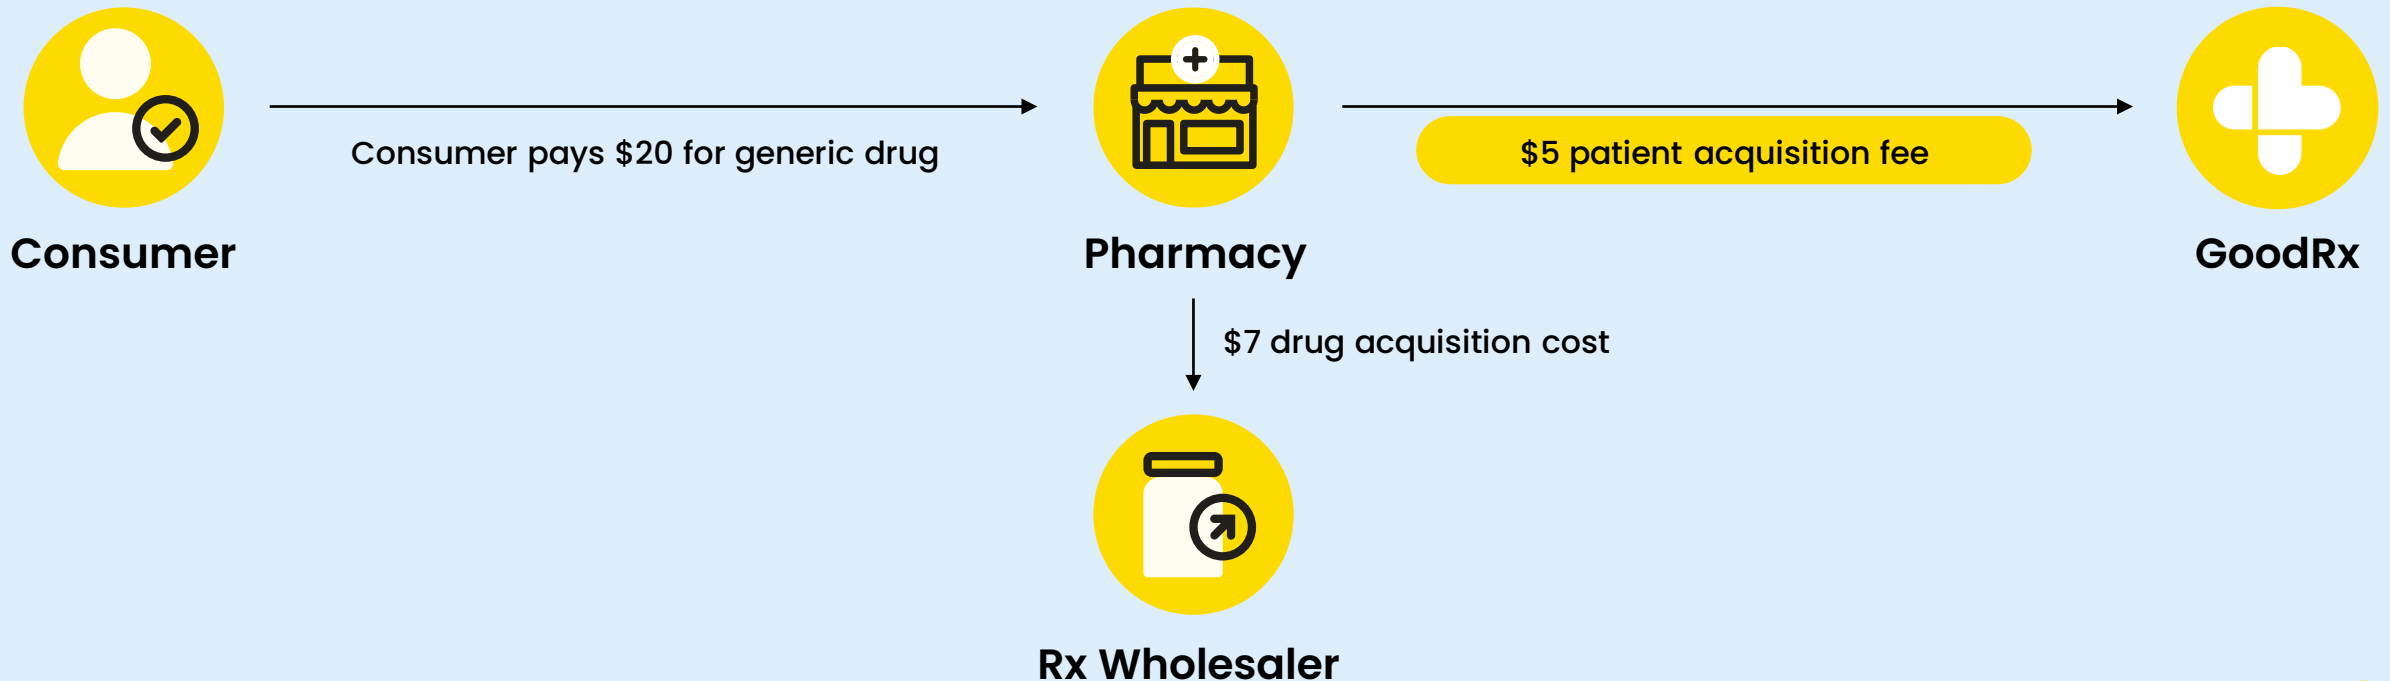 Consumer pays $20 for generic drug
$5 patient acquisition fee
Consumer
Pharmacy
GoodRx
$7 drug acquisition cost
Rx Wholesaler